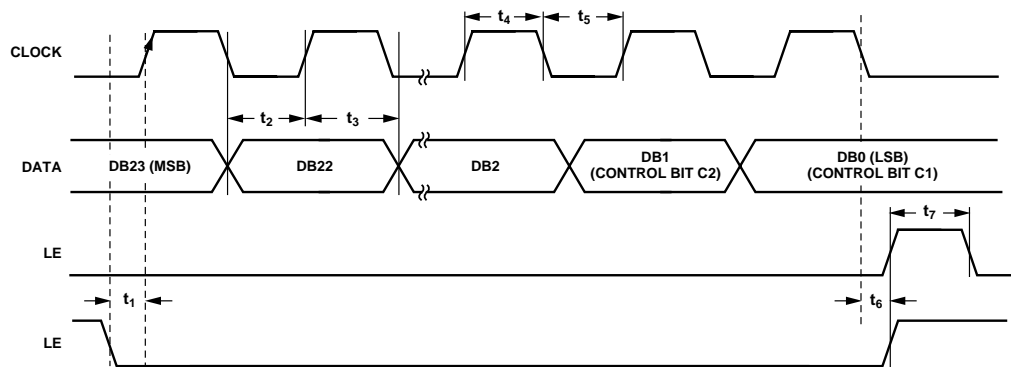 CLOCK
t4
t5
t2
t3
DATA
DB23 (MSB)
DB22
DB2
DB1
(CONTROL BIT C2)
DB0 (LSB)
(CONTROL BIT C1)
t7
LE
t1
t6
LE